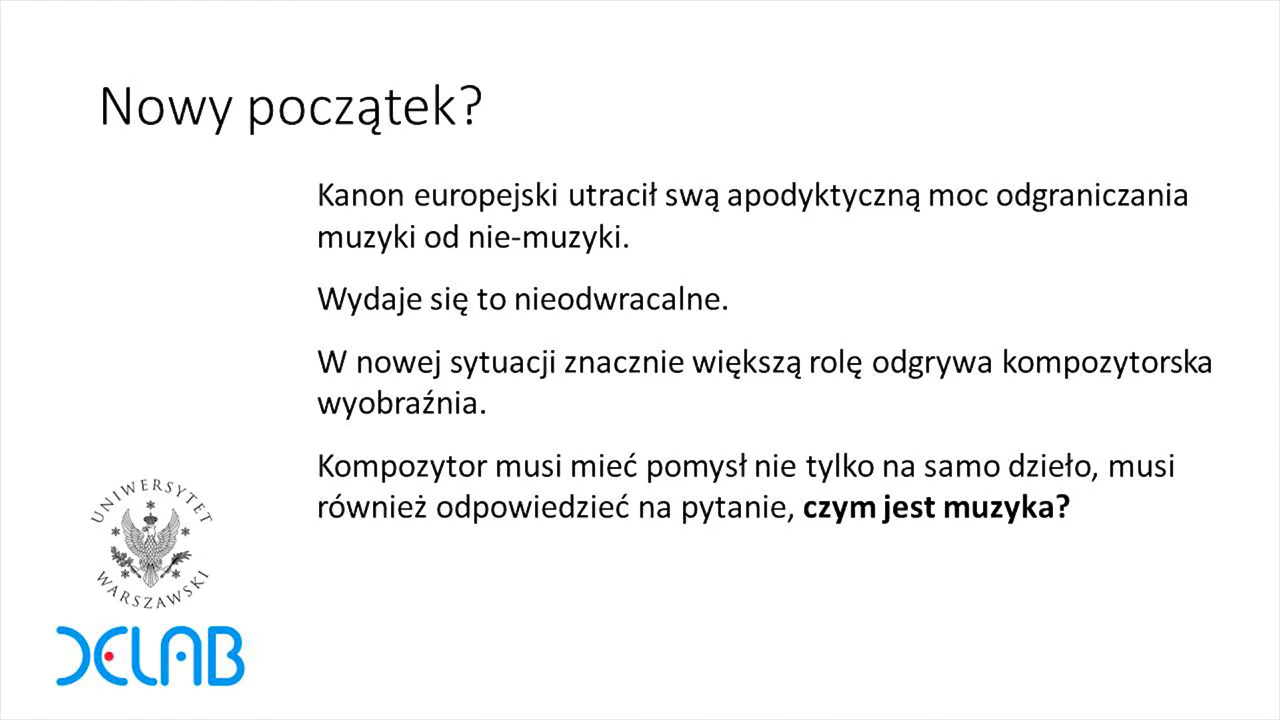 Nowy początek?
Kanon europejski utracił swą apodyktyczną moc odgraniczania
muzyki od nie-muzyki.
Wydaje się to nieodwracalne.
W nowej sytuacji znacznie większą rolę odgrywa kompozytorska
wyobraźnia.
Kompozytor musi mieć pomysł nie tylko na samo dzieło, musi
również odpowiedzieć na pytanie, czym jest muzyka?
UNIWERSYTET
WARSZAWSKI
DELAB